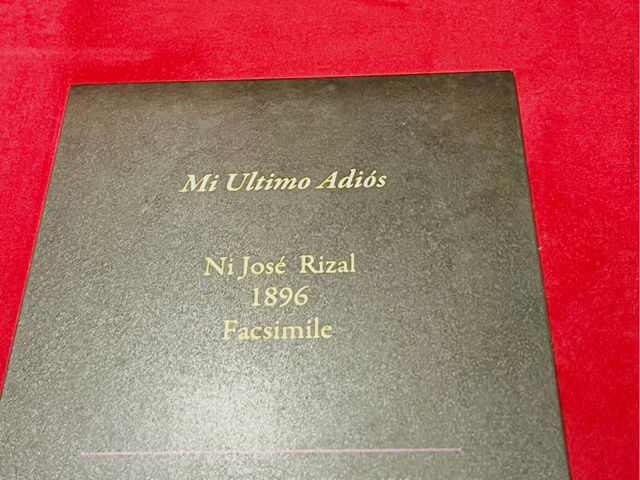 Mi Ultimo Adiós
Ni José Rizal
1896
Facsimile